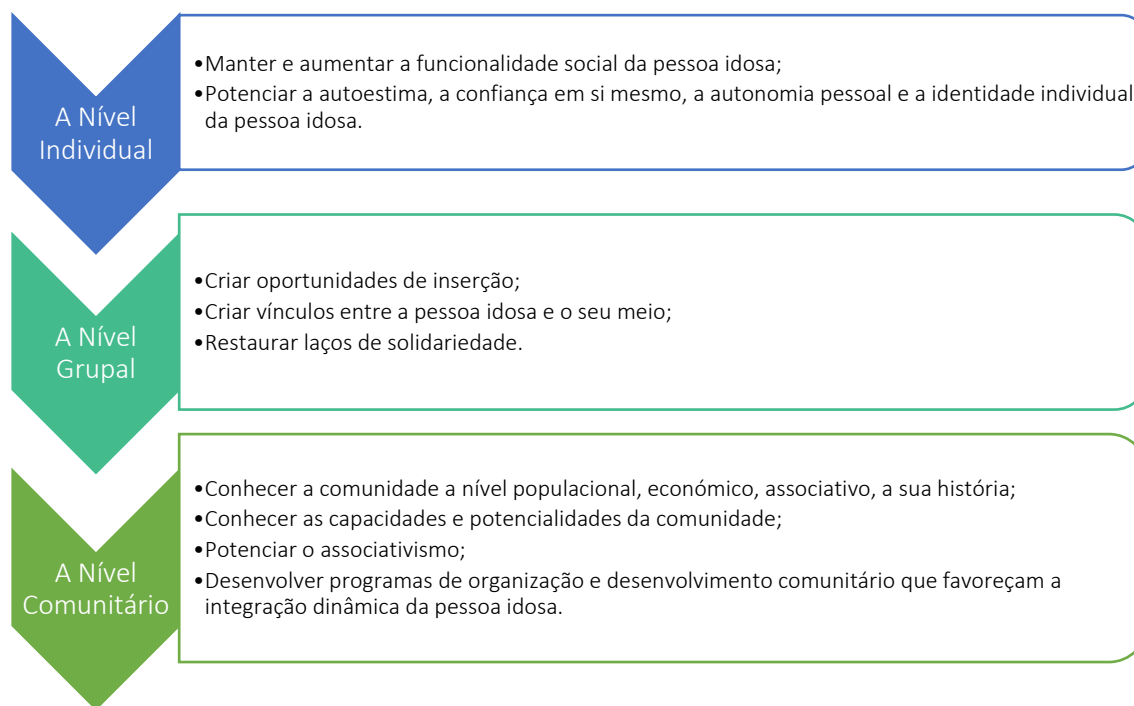 A Nível
Individual
•Manter e aumentar a funcionalidade social da pessoa idosa;
•Potenciar a autoestima, a confiança em si mesmo, a autonomia pessoal e a identidade individual
da pessoa idosa.
A Nível
Grupal
•Criar oportunidades de inserção;
•Criar vínculos entre a pessoa idosa e o seu meio;
•Restaurar laços de solidariedade.
A Nível
Comunitário
•Conhecer a comunidade a nível populacional, económico, associativo, a sua história;
•Conhecer as capacidades e potencialidades da comunidade;
•Potenciar o associativismo;
•Desenvolver programas de organização e desenvolvimento comunitário que favoreçam a
integração dinâmica da pessoa idosa.